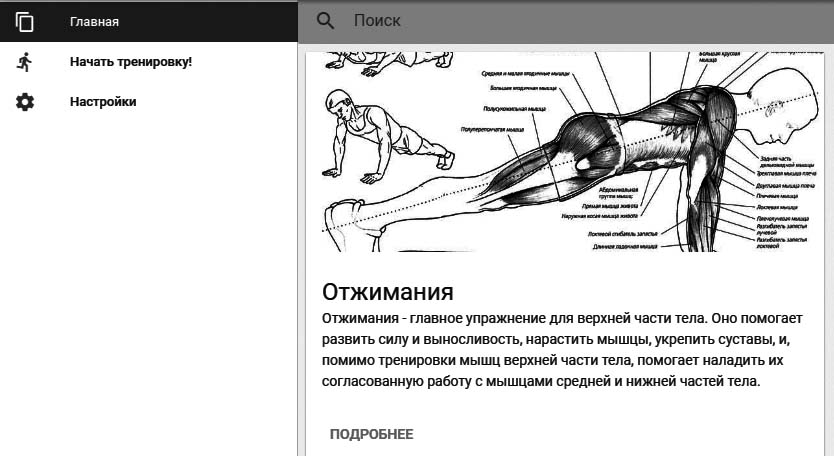 Главная
Начать тренировку!
Настройки
Поиск
Большая круглая
мышца
Средняя и малая ягодичные мышцы
Большая ягодичная мышца
Полусухожильная мышца
Полуперепончатая мышца
Задняя часть
дельтовидной мышцы
Трехглавая мышца плеча
Двуглавая мышца плеча
Плечевая мышца
Локтевая мышца
Плечелучевая мышца
Разгибатель запястья
лучевой
Разгибатель запястья
локтевой
Абдоминальная
группа мышц:
Прямая мышца живота
Наружная косая мышца живота
Локтевой сгибатель запястья
Длинная ладонная мышца
Отжимания
Отжимания - главное упражнение для верхней части тела. Оно помогает
развить силу и выносливость, нарастить мышцы, укрепить суставы, и,
помимо тренировки мышц верхней части тела, помогает наладить их
согласованную работу с мышцами средней и нижней частей тела.
ПОДРОБНЕЕ